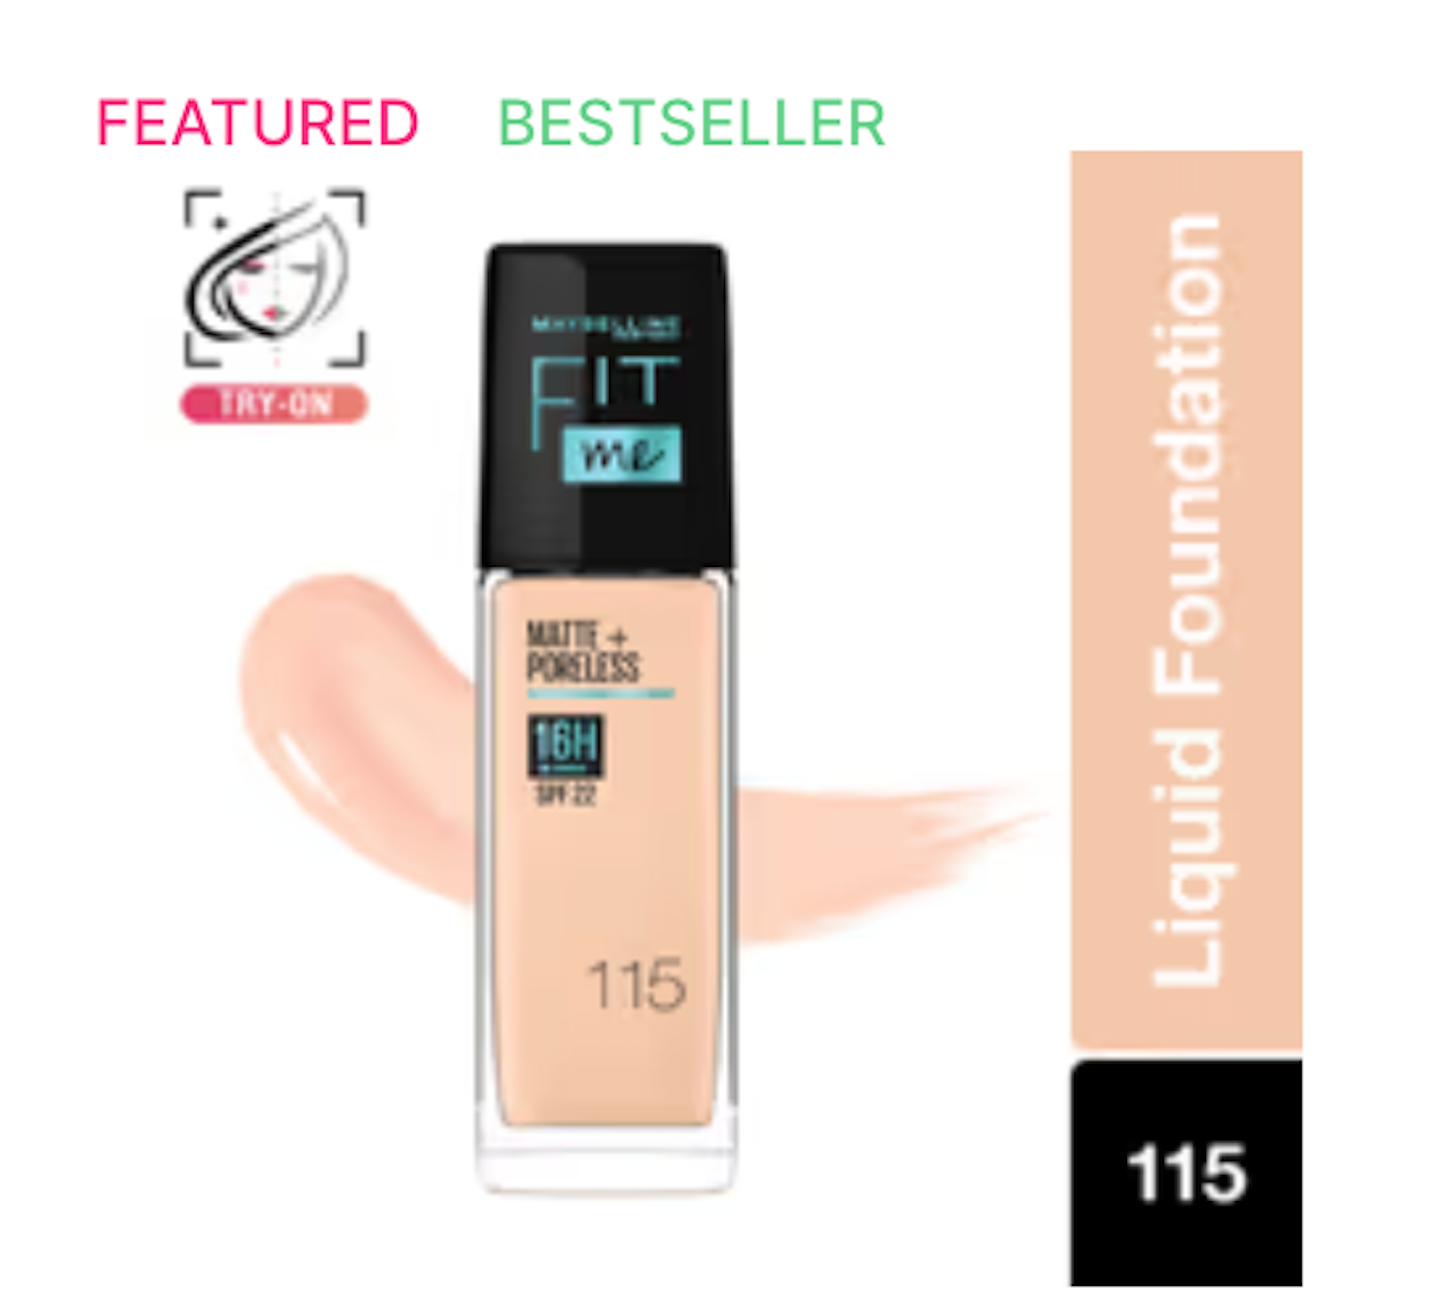 FEATURED BESTSELLER
TRY-ON
MAYBELLINE
FIT
me
MATTE +
PORELESS
16H
SPF 22
115
Liquid Foundation
115